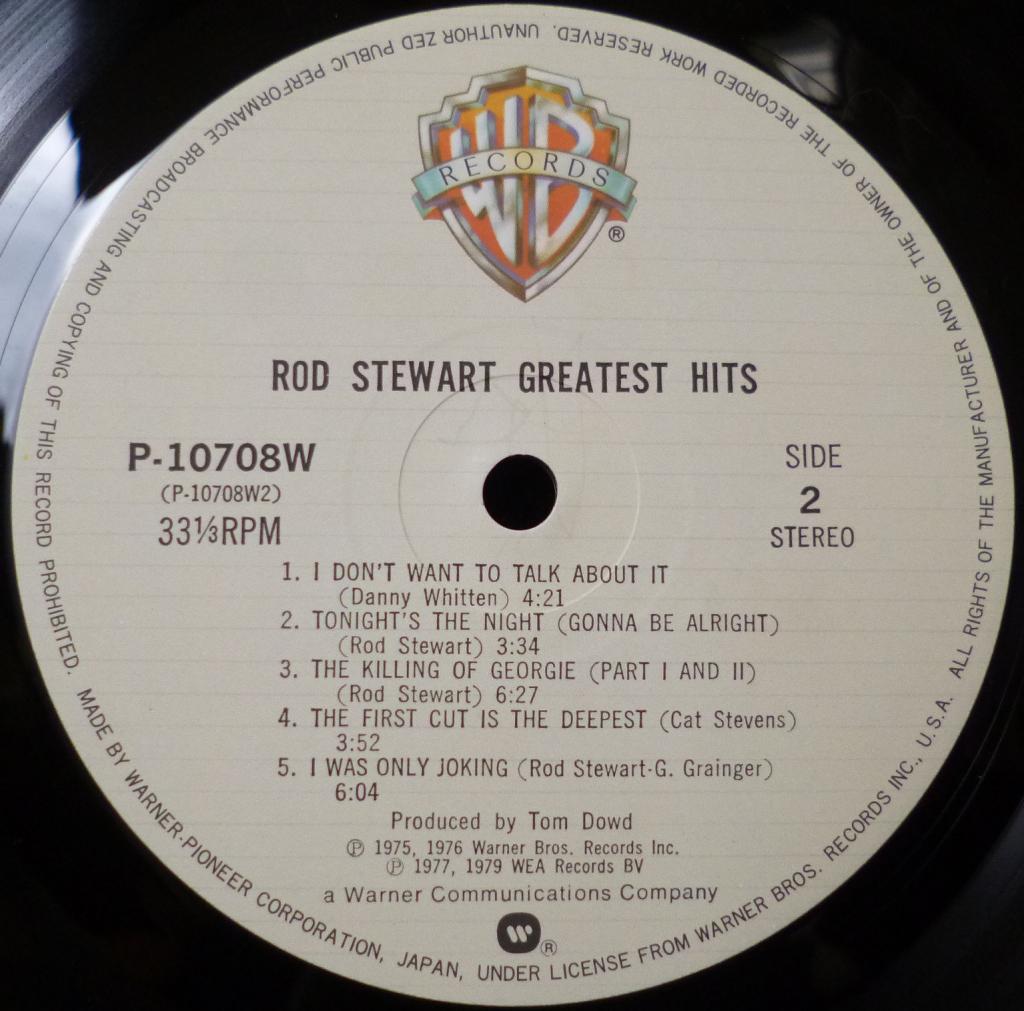 WB
RECORDS
®
ROD STEWART GREATEST HITS
P-10708W
(P-10708W2)
33⅓RPM
SIDE
2
STEREO
1. I DON'T WANT TO TALK ABOUT IT
(Danny Whitten) 4:21
2. TONIGHT'S THE NIGHT (GONNA BE ALRIGHT)
(Rod Stewart) 3:34
3. THE KILLING OF GEORGIE (PART I AND II)
(Rod Stewart) 6:27
4. THE FIRST CUT IS THE DEEPEST (Cat Stevens)
3:52
5. I WAS ONLY JOKING (Rod Stewart-G. Grainger)
6:04
Produced by Tom Dowd
℗ 1975, 1976 Warner Bros. Records Inc.
℗ 1977, 1979 WEA Records BV
a Warner Communications Company
®
MADE BY WARNER-PIONEER CORPORATION, JAPAN, UNDER LICENSE FROM WARNER BROS. RECORDS INC., U.S.A. ALL RIGHTS OF THE MANUFACTURER AND OF THE OWNER OF THE RECORDED WORK RESERVED. UNAUTHOR ZED PUBLIC PERFORMANCE BROADCASTING AND COPYING OF THIS RECORD PROHIBITED.